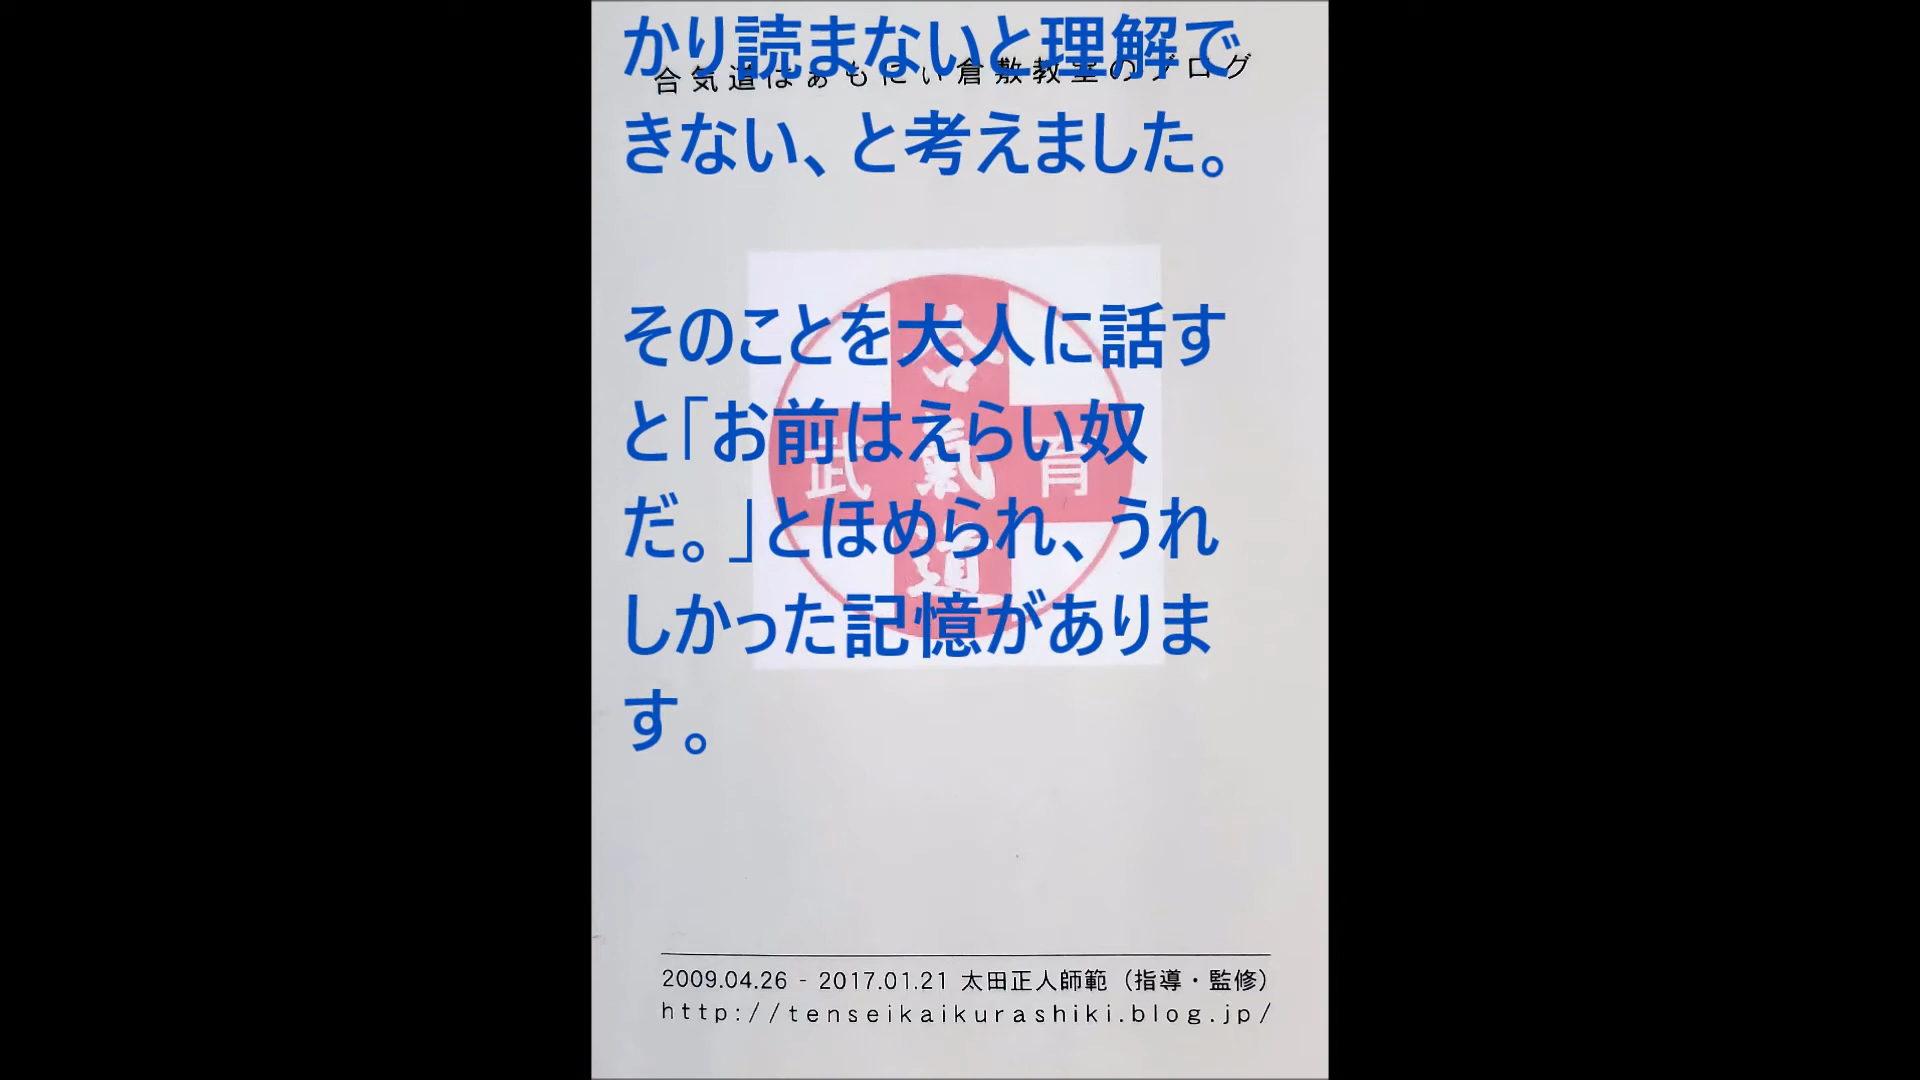 かり読まないと理解で
合気道はぁもにい倉敷教室のブログ
きない、と考えました。
そのことを大人に話す
と「お前はえらい奴
だ。」とほめられ、うれ
しかった記憶がありま
す。
合
武 氣 育
道
2009.04.26 - 2017.01.21 太田正人師範（指導・監修）
http://tenseikaikurashiki.blog.jp/